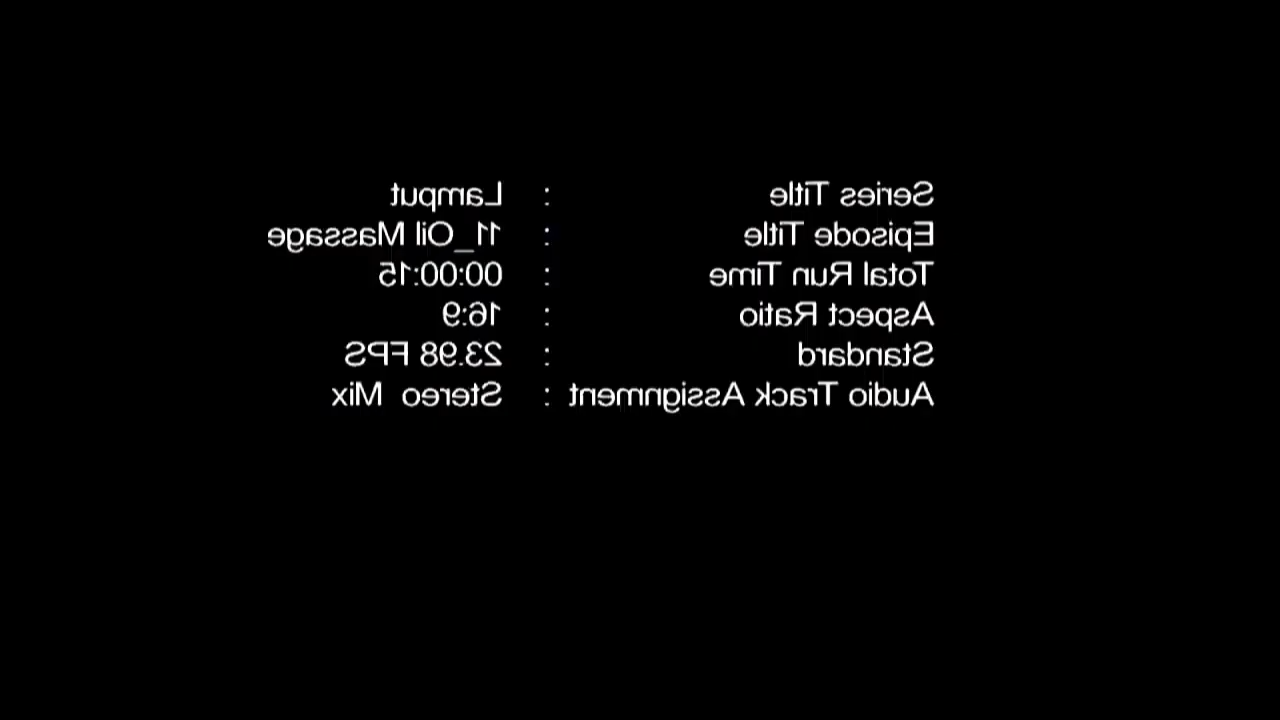 Series Title : Lamput
Episode Title : 11_Oil Massage
Total Run Time : 00:00:15
Aspect Ratio : 16:9
Standard : 23.98 FPS
Audio Track Assignment : Stereo Mix